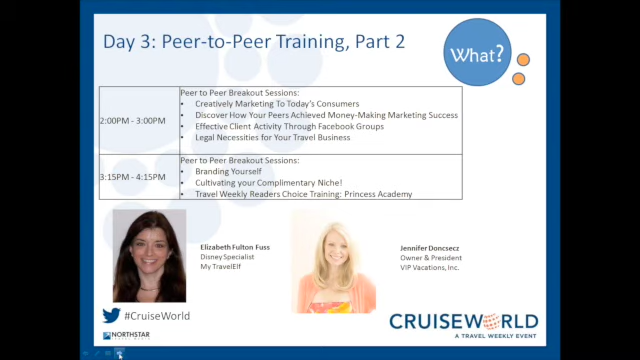 Day 3: Peer-to-Peer Training, Part 2
What?
Peer to Peer Breakout Sessions:
• Creatively Marketing To Today's Consumers
2:00PM - 3:00PM
• Discover How Your Peers Achieved Money-Making Marketing Success
• Effective Client Activity Through Facebook Groups
• Legal Necessities for Your Travel Business
Peer to Peer Breakout Sessions:
3:15PM - 4:15PM
• Branding Yourself
• Cultivating your Complimentary Niche!
• Travel Weekly Readers Choice Training: Princess Academy
Elizabeth Fulton Fuss
Disney Specialist
My TravelElf
Jennifer Doncsecz
Owner & President
VIP Vacations, Inc.
#CruiseWorld
NORTHSTAR
CRUISEWORLD
A TRAVEL WEEKLY EVENT